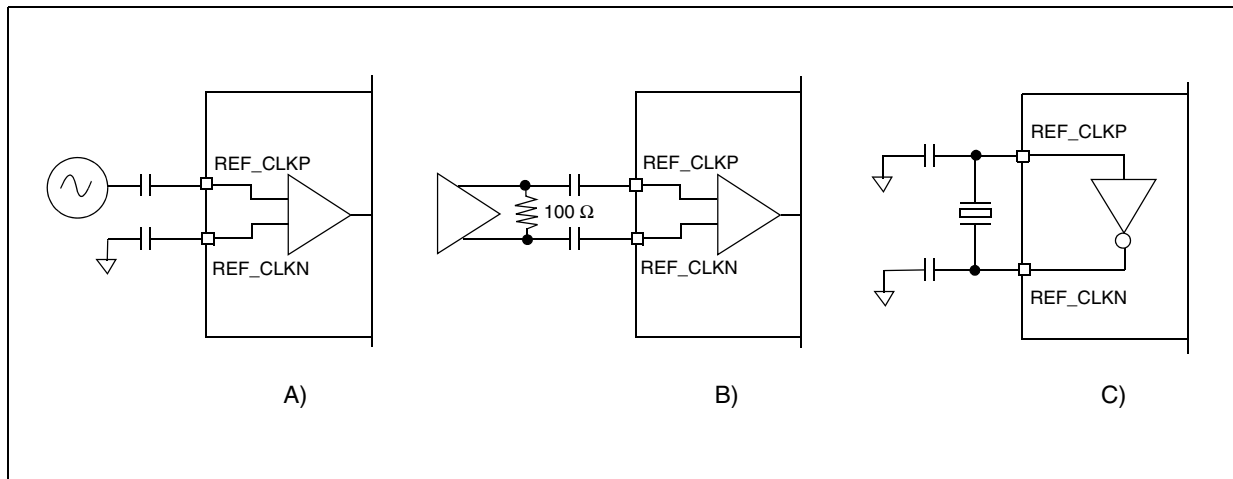 REF_CLKP
REF_CLKN
A)
REF_CLKP
100 Ω
REF_CLKN
B)
REF_CLKP
REF_CLKN
C)